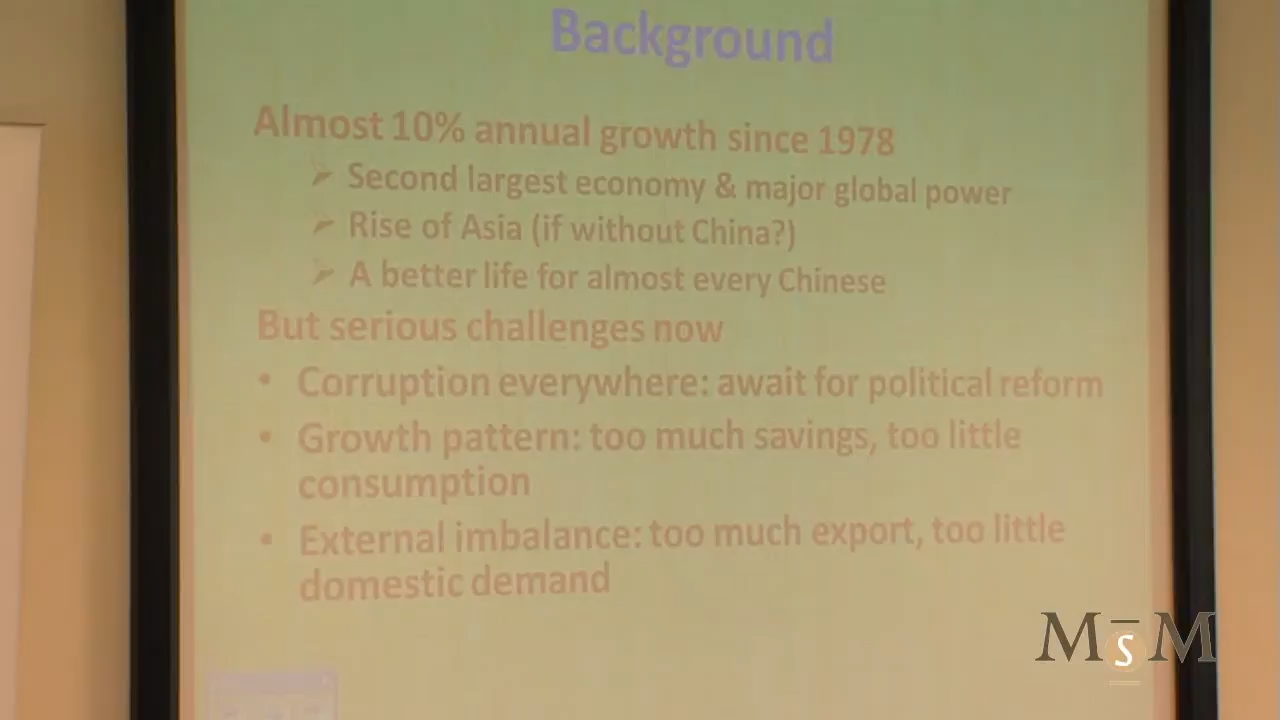 Background
Almost 10% annual growth since 1978
➢ Second largest economy & major global power
➢ Rise of Asia (if without China?)
➢ A better life for almost every Chinese
But serious challenges now
• Corruption everywhere: await for political reform
• Growth pattern: too much savings, too little
consumption
• External imbalance: too much export, too little
domestic demand
MSM